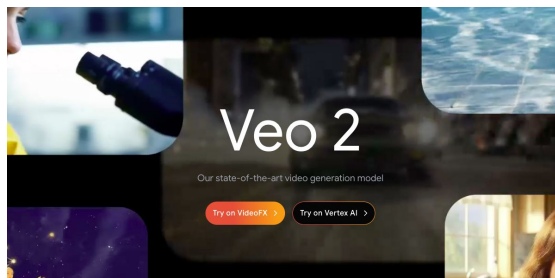 Veo 2
Our state-of-the-art video generation model
Try on VideoFX
Try on Vertex AI